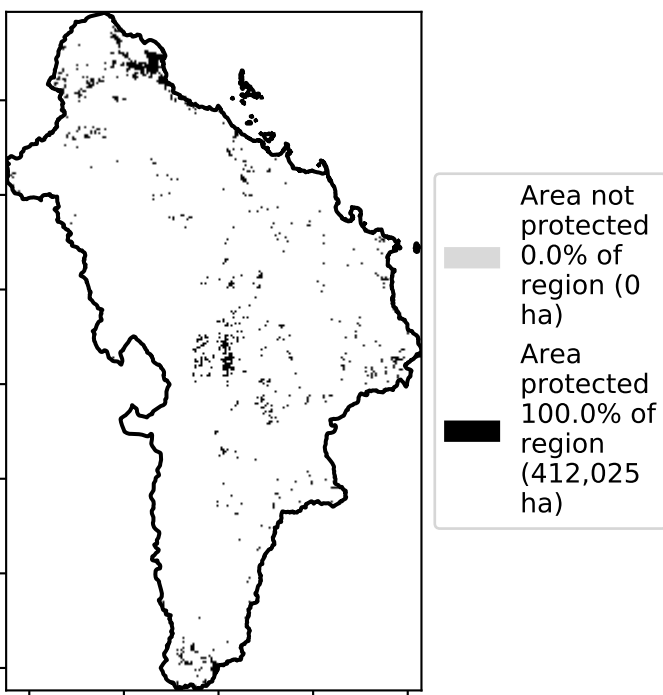 Area not
protected
0.0% of
region (0
ha)
Area
protected
100.0% of
region
(412,025
ha)